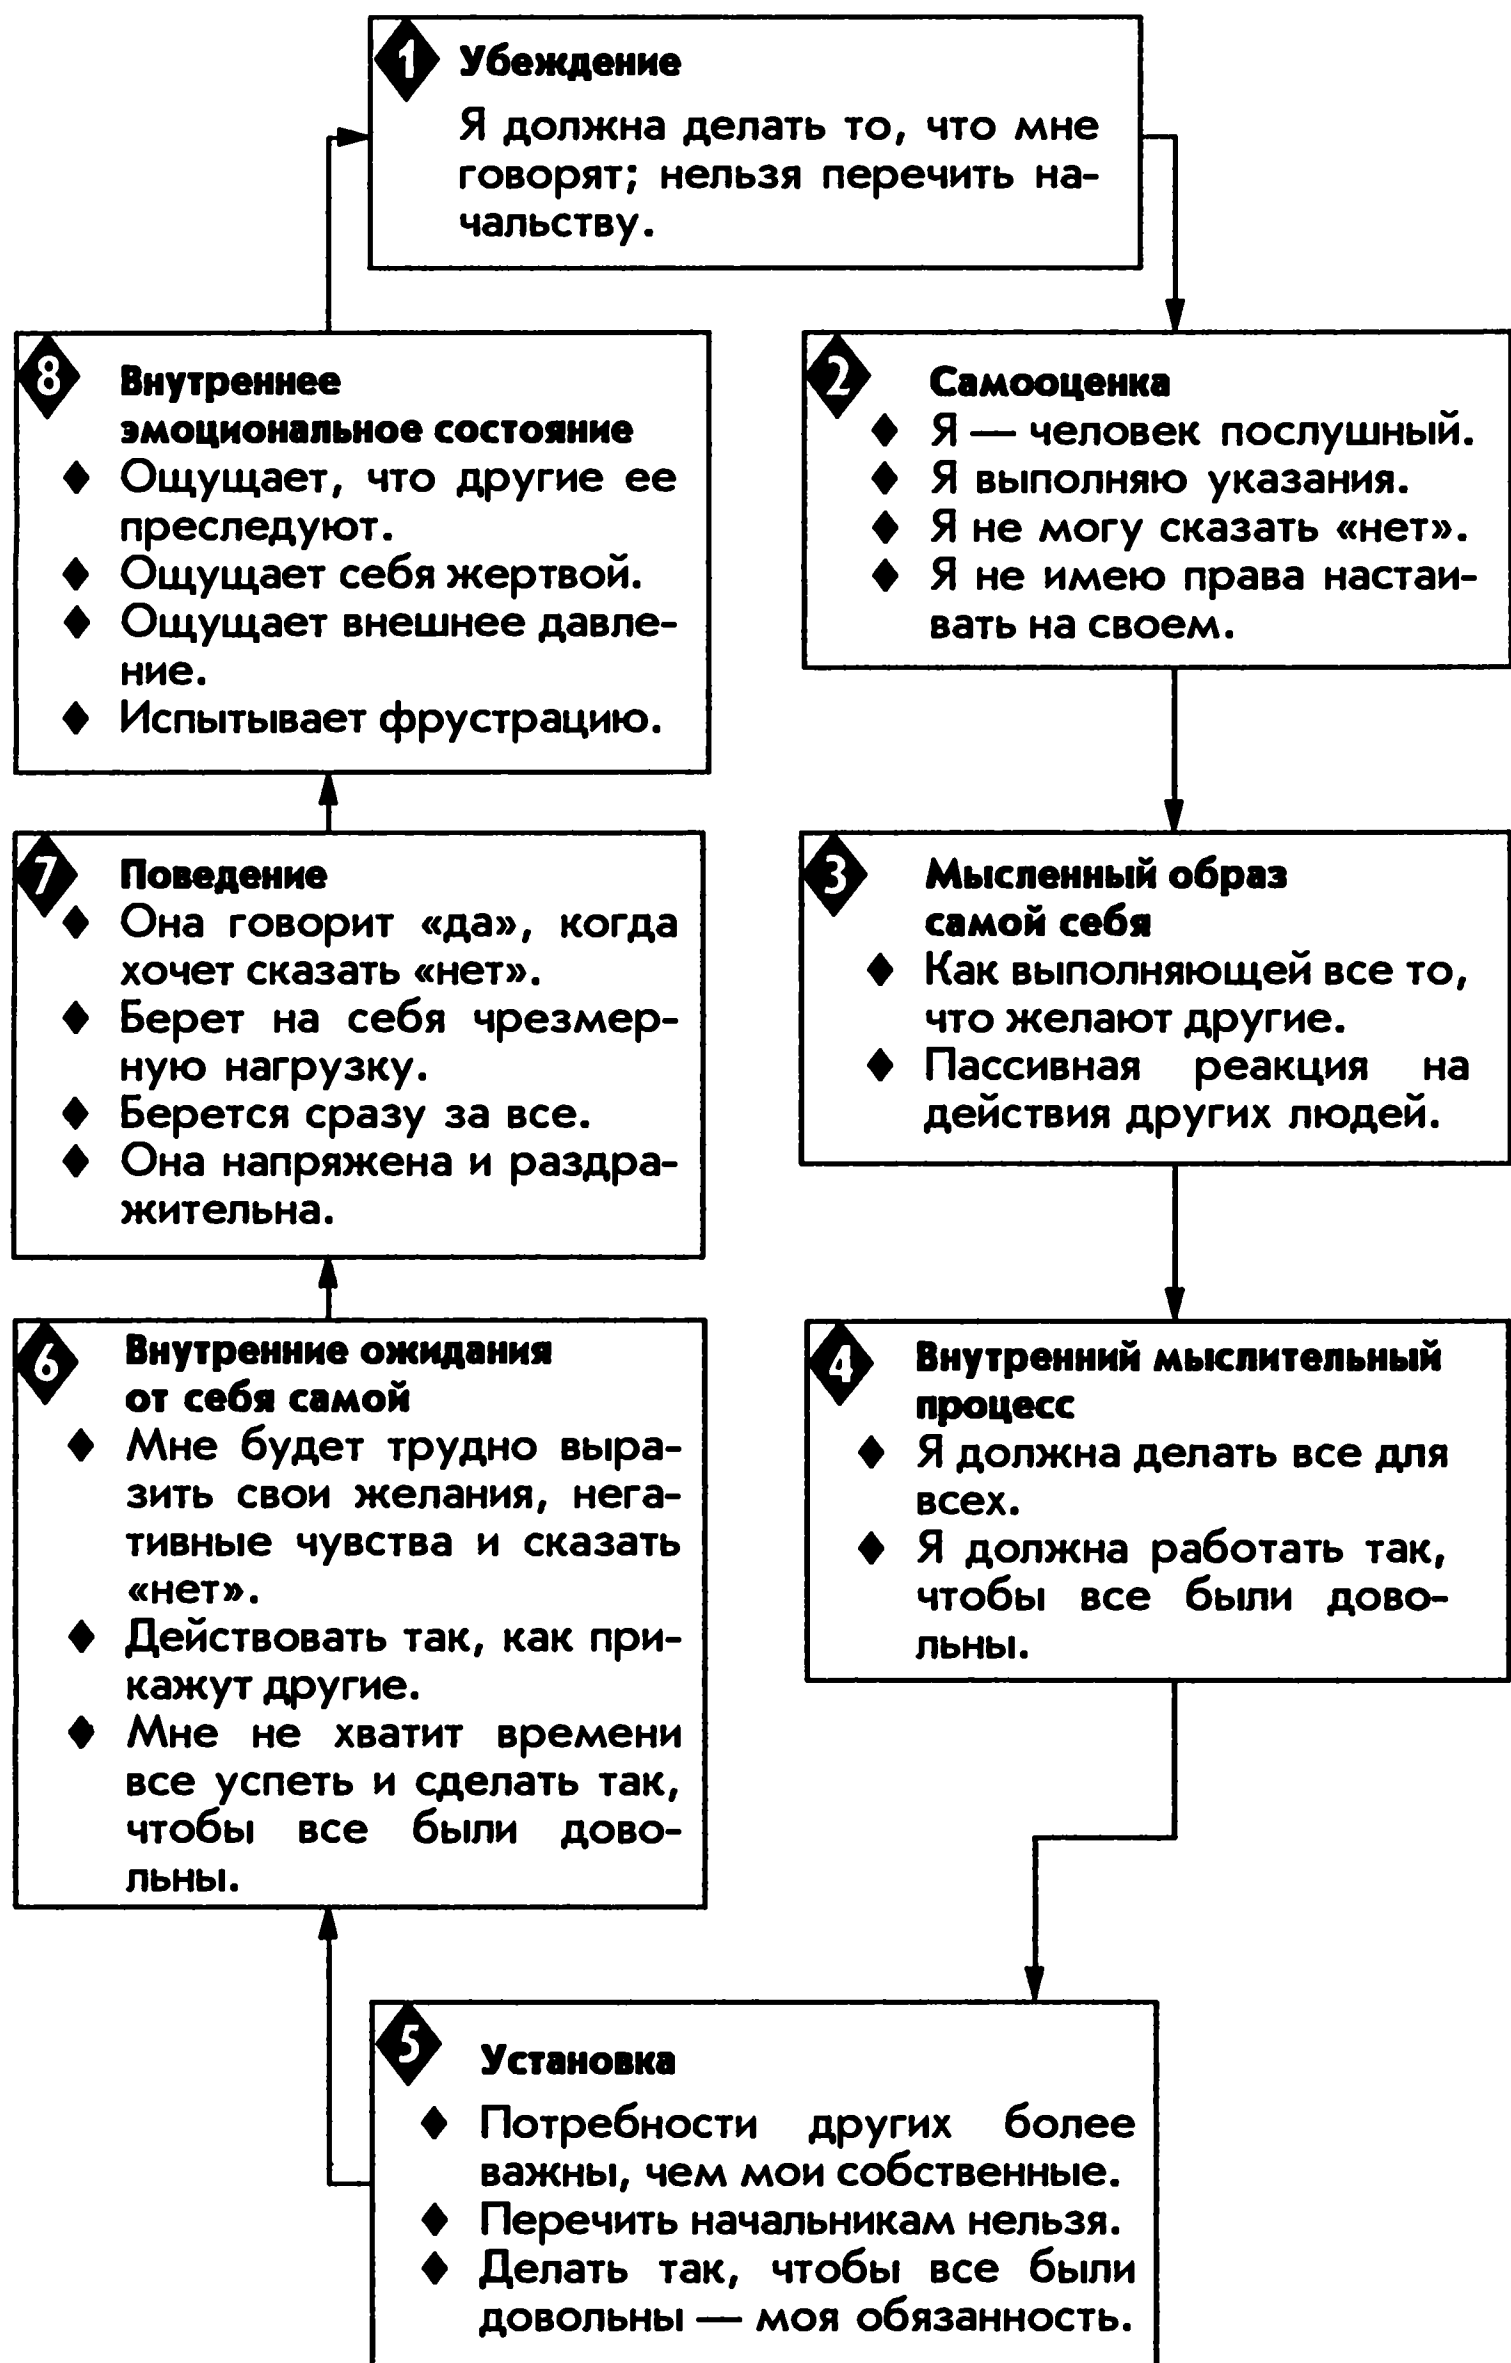 1 Убеждение
Я должна делать то, что мне
говорят; нельзя перечить на-
чальству.
2 Самооценка
♦ Я — человек послушный.
♦ Я выполняю указания.
♦ Я не могу сказать «нет».
♦ Я не имею права настаи-
вать на своем.
3 Мысленный образ
самой себя
♦ Как выполняющей все то,
что желают другие.
♦ Пассивная реакция на
действия других людей.
4 Внутренний мыслительный
процесс
♦ Я должна делать все для
всех.
♦ Я должна работать так,
чтобы все были дово-
льны.
5 Установка
♦ Потребности других более
важны, чем мои собственные.
♦ Перечить начальникам нельзя.
♦ Делать так, чтобы все были
довольны — моя обязанность.
6 Внутренние ожидания
от себя самой
♦ Мне будет трудно выра-
зить свои желания, нега-
тивные чувства и сказать
«нет».
♦ Действовать так, как при-
кажут другие.
♦ Мне не хватит времени
все успеть и сделать так,
чтобы все были дово-
льны.
7 Поведение
♦ Она говорит «да», когда
хочет сказать «нет».
♦ Берет на себя чрезмер-
ную нагрузку.
♦ Берется сразу за все.
♦ Она напряжена и раздра-
жительна.
8 Внутреннее
эмоциональное состояние
♦ Ощущает, что другие ее
преследуют.
♦ Ощущает себя жертвой.
♦ Ощущает внешнее давле-
ние.
♦ Испытывает фрустрацию.